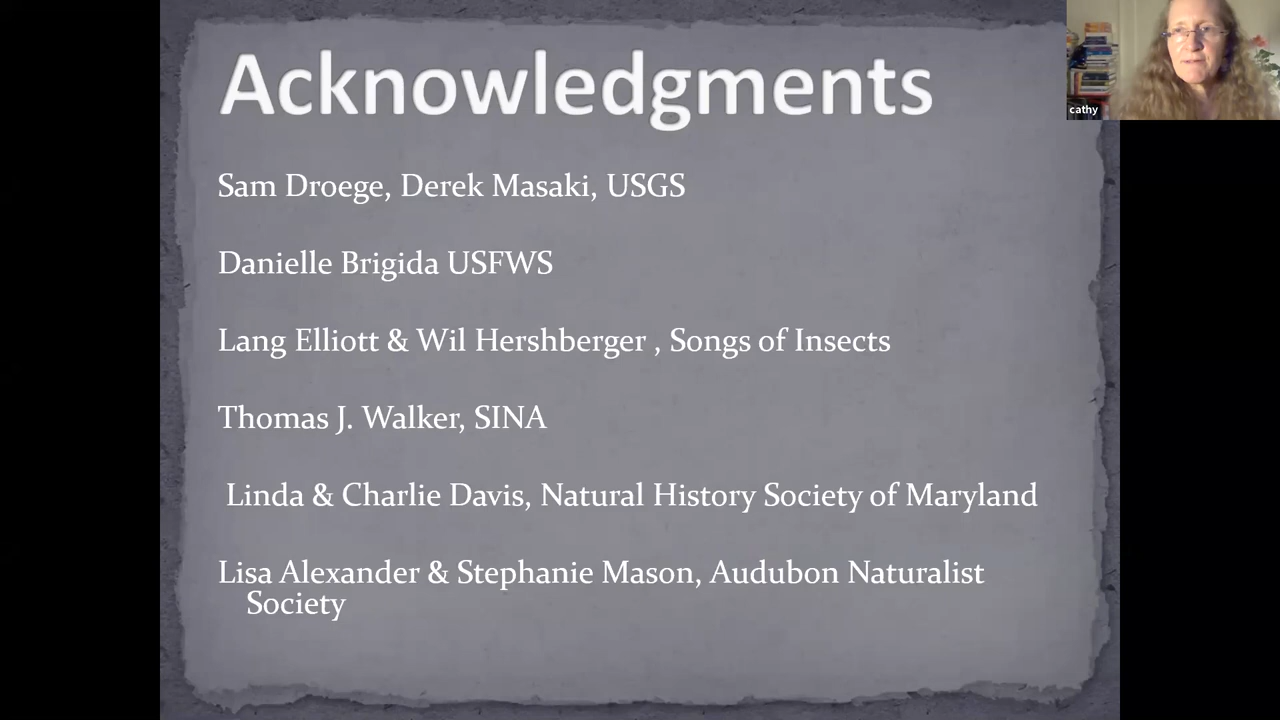 Acknowledgments
cathy
Sam Droege, Derek Masaki, USGS
Danielle Brigida USFWS
Lang Elliott & Wil Hershberger , Songs of Insects
Thomas J. Walker, SINA
Linda & Charlie Davis, Natural History Society of Maryland
Lisa Alexander & Stephanie Mason, Audubon Naturalist
Society